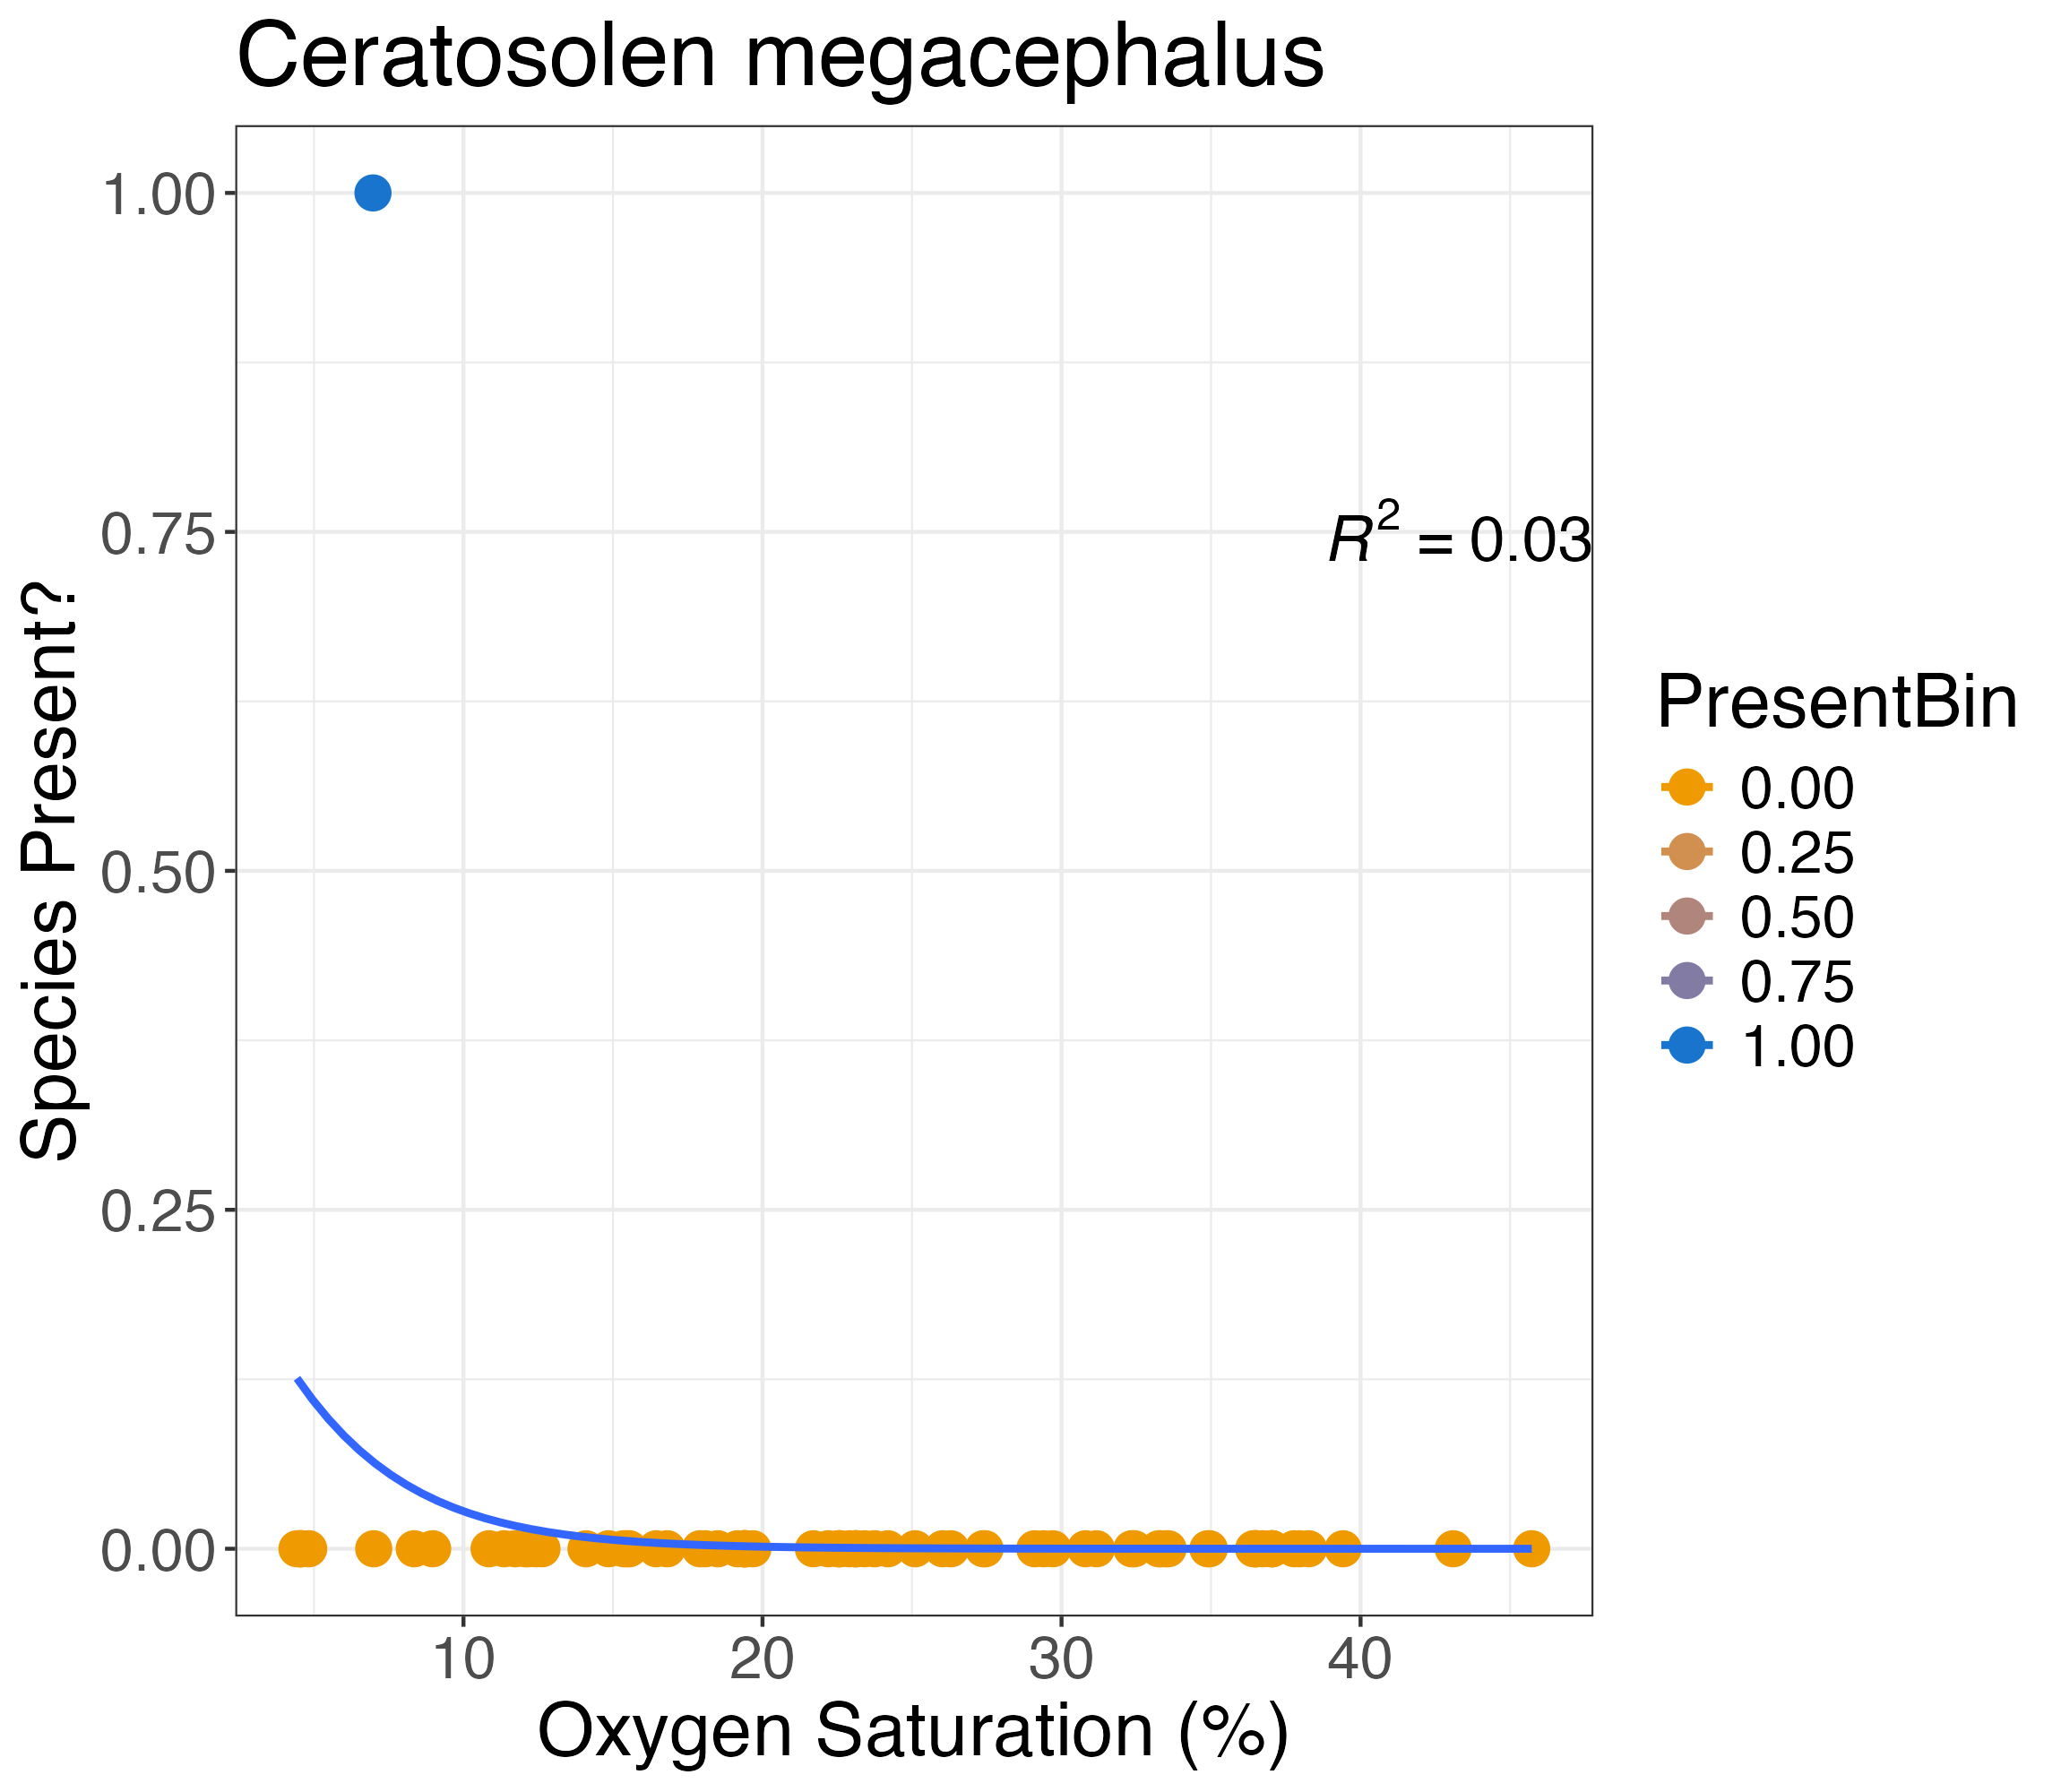 Ceratosolen megacephalus
1.00
0.75
0.50
0.25
0.00
Species Present?
R² = 0.03
10 20 30 40
Oxygen Saturation (%)
PresentBin
0.00
0.25
0.50
0.75
1.00